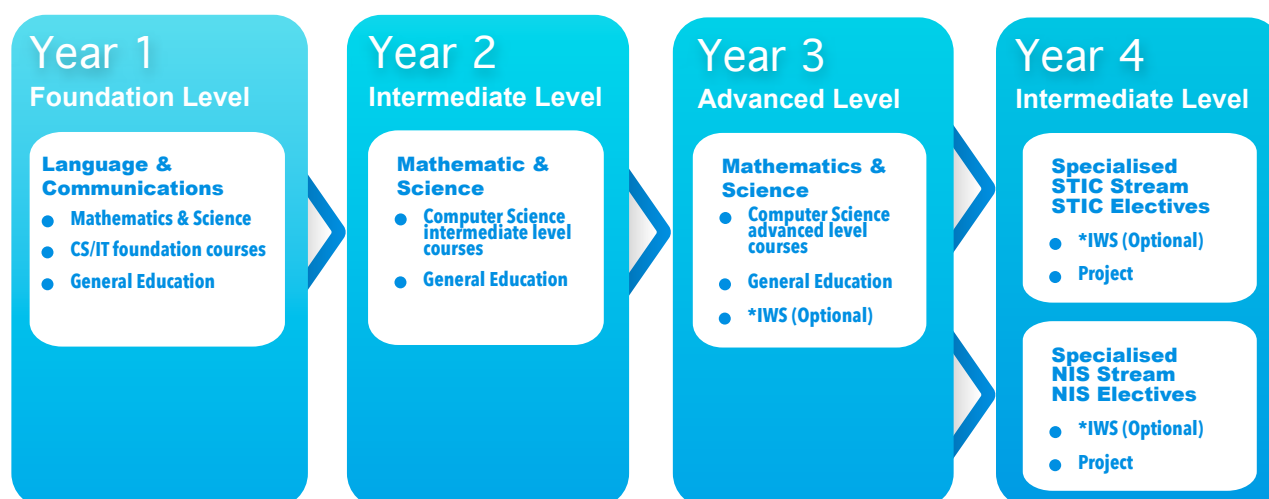 Year 1
Foundation Level
Language &
Communications
Mathematics & Science
CS/IT foundation courses
General Education
Year 2
Intermediate Level
Mathematic &
Science
Computer Science
intermediate level
courses
General Education
Year 3
Advanced Level
Mathematics &
Science
Computer Science
advanced level
courses
General Education
*IWS (Optional)
Year 4
Intermediate Level
Specialised
STIC Stream
STIC Electives
*IWS (Optional)
Project
Specialised
NIS Stream
NIS Electives
*IWS (Optional)
Project